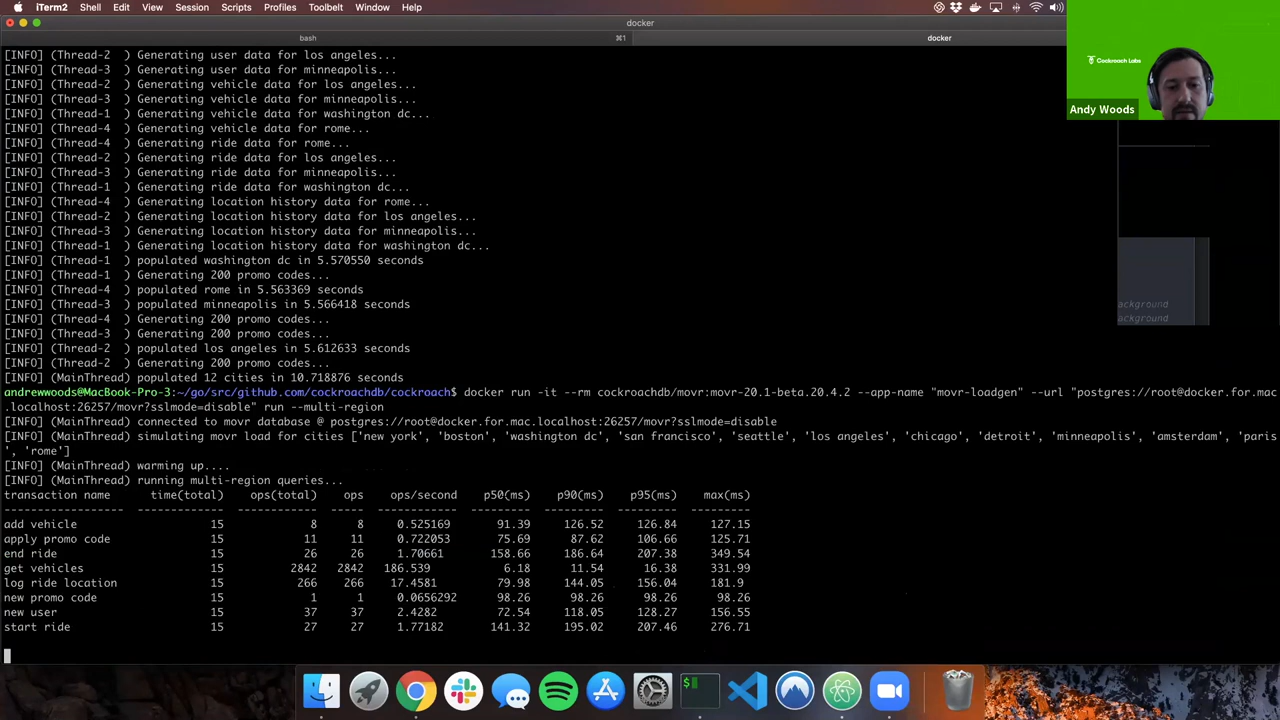 iTerm2 Shell Edit View Session Scripts Profiles Toolbelt Window Help
docker
bash ⌘1 docker
Cockroach Labs
Andy Woods
[INFO] (Thread-2 ) Generating user data for los angeles...
[INFO] (Thread-3 ) Generating user data for minneapolis...
[INFO] (Thread-2 ) Generating vehicle data for los angeles...
[INFO] (Thread-3 ) Generating vehicle data for minneapolis...
[INFO] (Thread-1 ) Generating vehicle data for washington dc...
[INFO] (Thread-4 ) Generating vehicle data for rome...
[INFO] (Thread-4 ) Generating ride data for rome...
[INFO] (Thread-2 ) Generating ride data for los angeles...
[INFO] (Thread-3 ) Generating ride data for minneapolis...
[INFO] (Thread-1 ) Generating ride data for washington dc...
[INFO] (Thread-4 ) Generating location history data for rome...
[INFO] (Thread-2 ) Generating location history data for los angeles...
[INFO] (Thread-3 ) Generating location history data for minneapolis...
[INFO] (Thread-1 ) Generating location history data for washington dc...
[INFO] (Thread-1 ) populated washington dc in 5.570550 seconds
[INFO] (Thread-1 ) Generating 200 promo codes...
[INFO] (Thread-4 ) populated rome in 5.563369 seconds
[INFO] (Thread-3 ) populated minneapolis in 5.566418 seconds
ackground
[INFO] (Thread-4 ) Generating 200 promo codes...
ackground
[INFO] (Thread-3 ) Generating 200 promo codes...
[INFO] (Thread-2 ) populated los angeles in 5.612633 seconds
[INFO] (Thread-2 ) Generating 200 promo codes...
[INFO] (MainThread) populated 12 cities in 10.718876 seconds
andrewwoods@MacBook-Pro-3:~/go/src/github.com/cockroachdb/cockroach$ docker run -it --rm cockroachdb/movr:movr-20.1-beta.20.4.2 --app-name "movr-loadgen" --url "postgres://root@docker.for.mac
.localhost:26257/movr?sslmode=disable" run --multi-region
[INFO] (MainThread) connected to movr database @ postgres://root@docker.for.mac.localhost:26257/movr?sslmode=disable
[INFO] (MainThread) simulating movr load for cities ['new york', 'boston', 'washington dc', 'san francisco', 'seattle', 'los angeles', 'chicago', 'detroit', 'minneapolis', 'amsterdam', 'paris'
, 'rome']
[INFO] (MainThread) warming up....
[INFO] (MainThread) running multi-region queries...
transaction name time(total) ops(total) ops ops/second p50(ms) p90(ms) p95(ms) max(ms)
------------------ ------------- ------------ ----- ------------ --------- --------- --------- ---------
add vehicle 15 8 8 0.525169 91.39 126.52 126.84 127.15
apply promo code 15 11 11 0.722053 75.69 87.62 106.66 125.71
end ride 15 26 26 1.70661 158.66 186.64 207.38 349.54
get vehicles 15 2842 2842 186.539 6.18 11.54 16.38 331.99
log ride location 15 266 266 17.4581 79.98 144.05 156.04 181.9
new promo code 15 1 1 0.0656292 98.26 98.26 98.26 98.26
new user 15 37 37 2.4282 72.54 118.05 128.27 156.55
start ride 15 27 27 1.77182 141.32 195.02 207.46 276.71